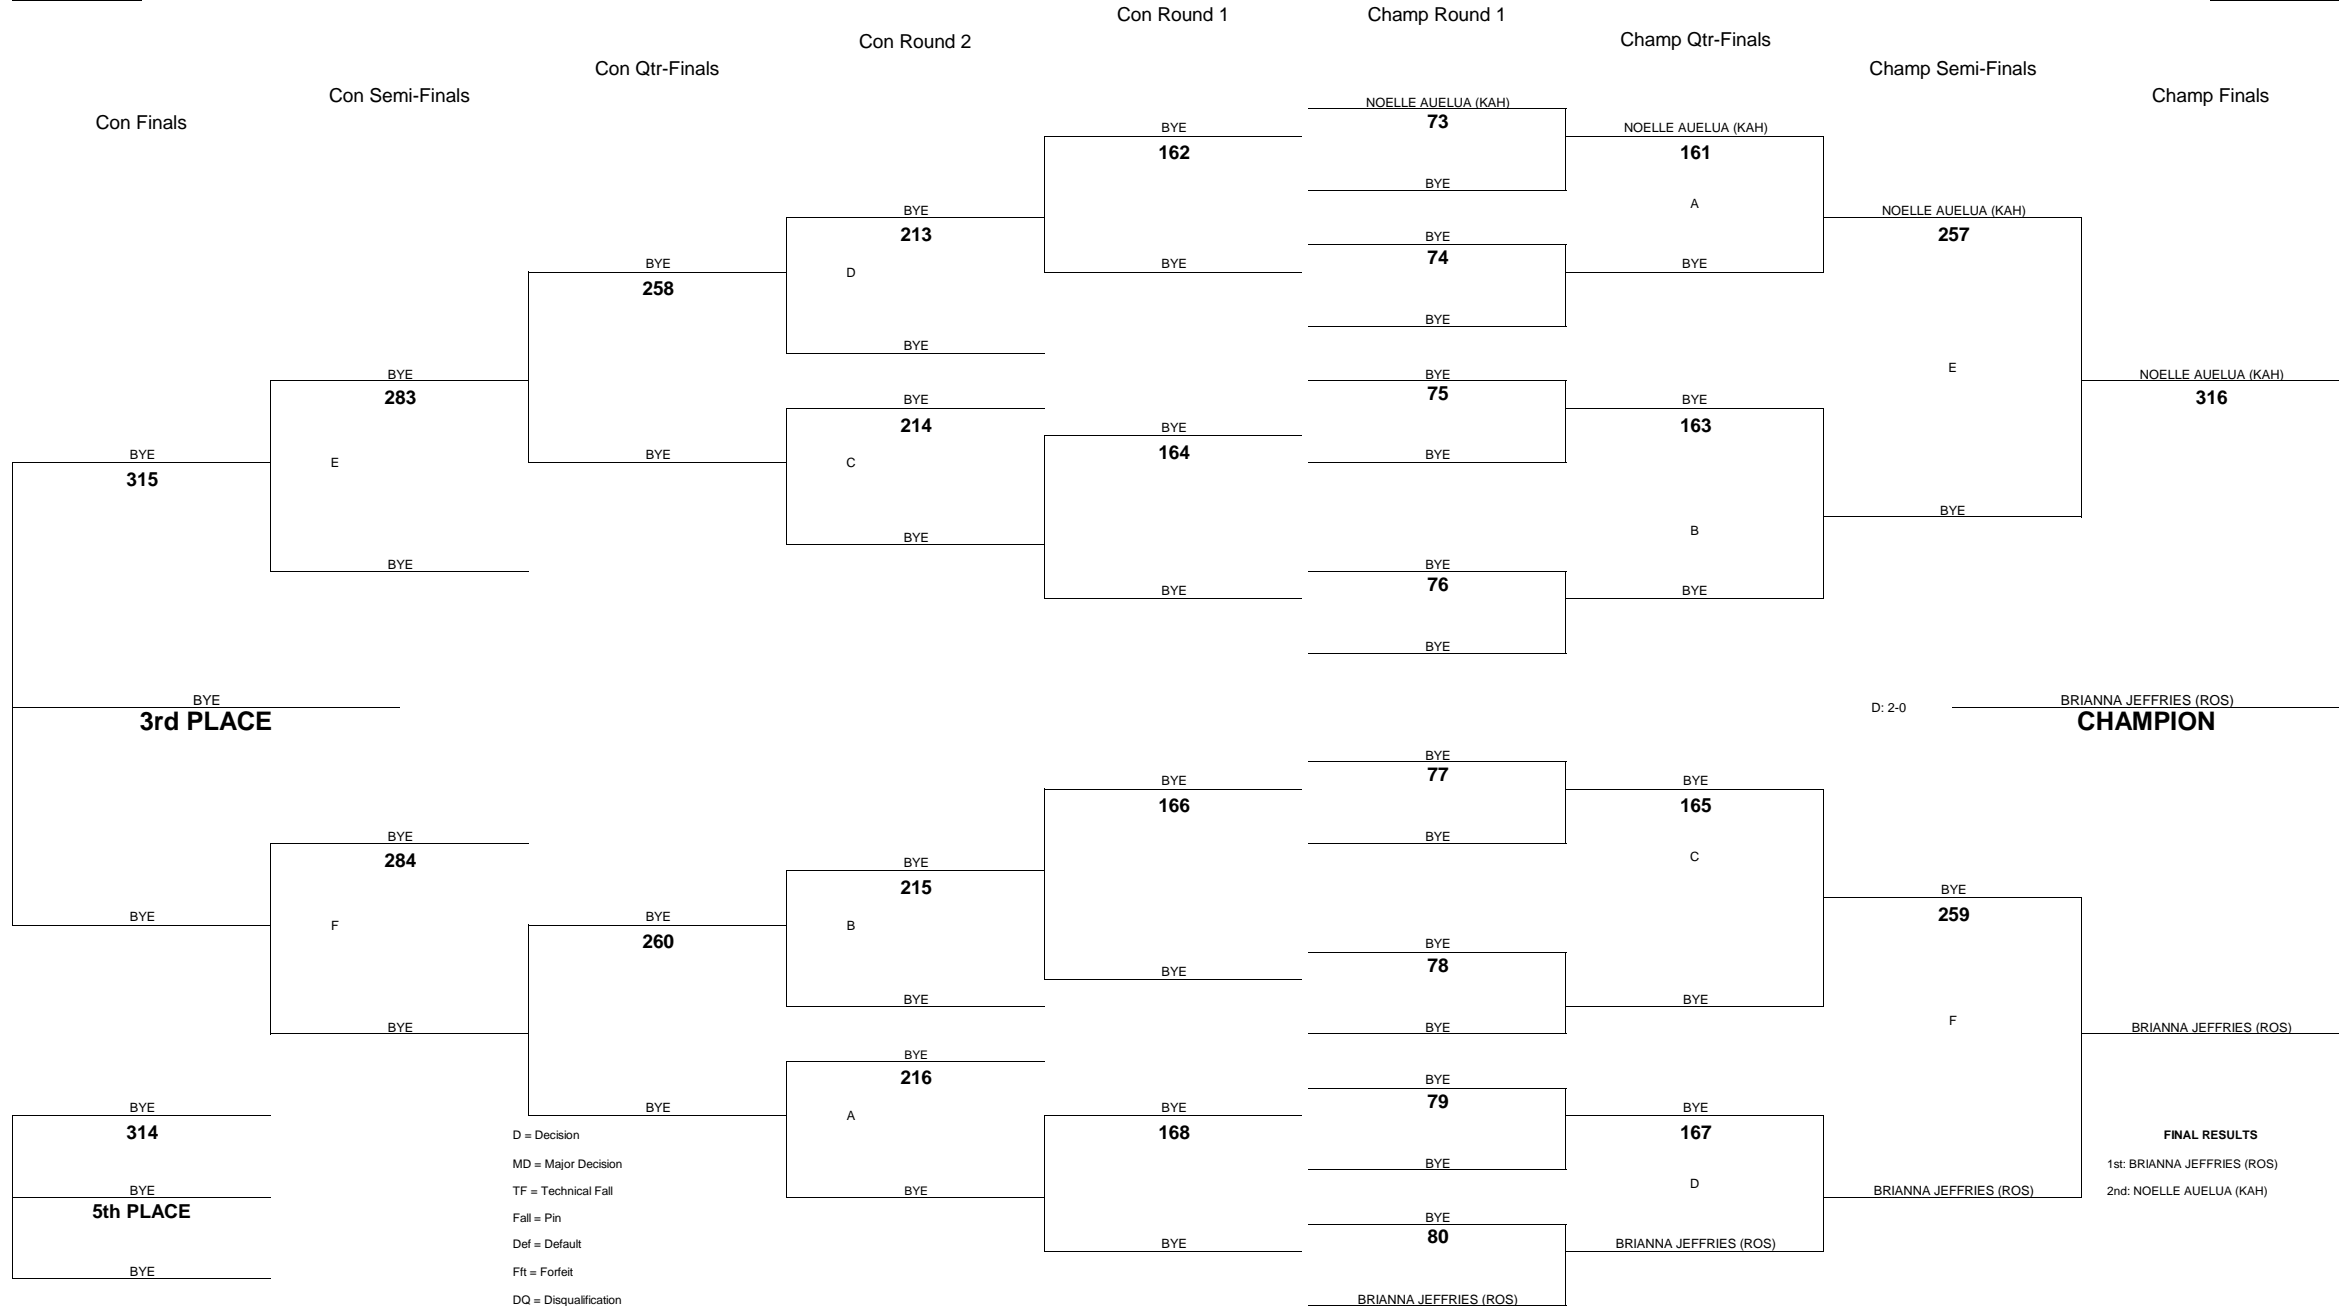 Con Round 1
Champ Round 1
Con Round 2
Champ Qtr-Finals
Con Qtr-Finals
Champ Semi-Finals
Con Semi-Finals
Champ Finals
Con Finals
NOELLE AUELUA (KAH)
73
BYE
162
NOELLE AUELUA (KAH)
161
BYE
A
BYE
213
NOELLE AUELUA (KAH)
257
BYE
74
BYE
258
D
BYE
BYE
BYE
BYE
E
BYE
283
BYE
75
NOELLE AUELUA (KAH)
316
BYE
214
BYE
163
BYE
164
BYE
315
E
BYE
C
BYE
BYE
B
BYE
BYE
BYE
76
BYE
BYE
BYE
BYE
3rd PLACE
D: 2-0
BRIANNA JEFFRIES (ROS)
CHAMPION
BYE
77
BYE
166
BYE
165
BYE
284
BYE
C
BYE
215
BYE
259
BYE
F
BYE
260
B
BYE
78
BYE
BYE
BYE
F
BYE
BYE
BRIANNA JEFFRIES (ROS)
BYE
216
BYE
79
BYE
314
BYE
A
BYE
168
BYE
167
D = Decision
FINAL RESULTS
MD = Major Decision
BYE
1st: BRIANNA JEFFRIES (ROS)
BYE
5th PLACE
TF = Technical Fall
BYE
D
BRIANNA JEFFRIES (ROS)
2nd: NOELLE AUELUA (KAH)
Fall = Pin
BYE
80
Def = Default
BYE
BRIANNA JEFFRIES (ROS)
BYE
Fft = Forfeit
DQ = Disqualification
BRIANNA JEFFRIES (ROS)